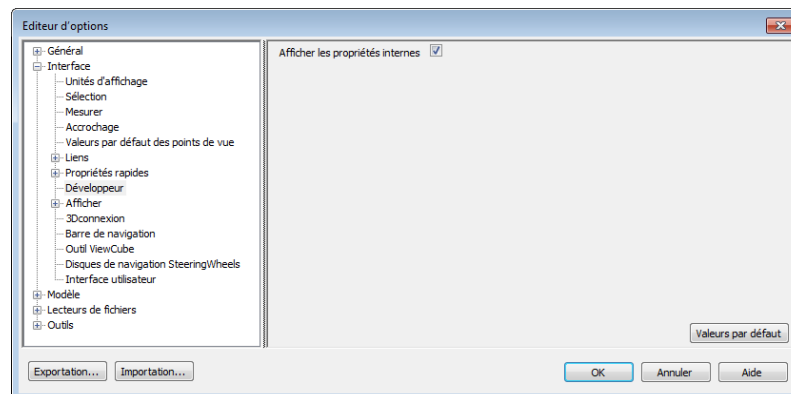 Editeur d'options
Général
Interface
Unités d'affichage
Sélection
Mesurer
Accrochage
Valeurs par défaut des points de vue
Liens
Propriétés rapides
Développeur
Afficher
3Dconnexion
Barre de navigation
Outil ViewCube
Disques de navigation SteeringWheels
Interface utilisateur
Modèle
Lecteurs de fichiers
Outils
Afficher les propriétés internes
Valeurs par défaut
Exportation... Importation... OK Annuler Aide